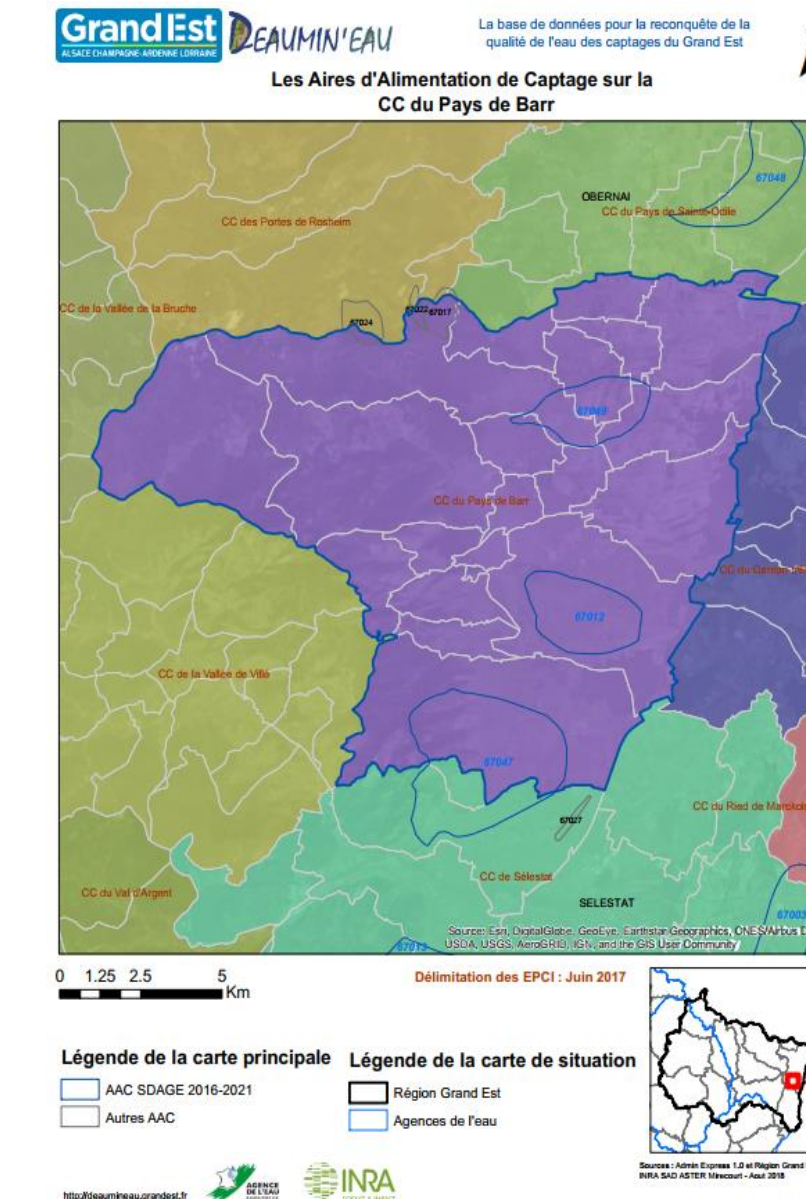 Grand Est
ALSACE CHAMPAGNE-ARDENNE LORRAINE
DEAUMIN'EAU
La base de données pour la reconquête de la
qualité de l'eau des captages du Grand Est
Les Aires d'Alimentation de Captage sur la
CC du Pays de Barr
67048
OBERNAI
CC du Pays de Sainte-Odile
CC des Portes de Rosheim
CC de la Vallée de la Bruche
67024
67022
67017
67049
CC du Pays de Barr
CC du
67012
CC de la Vallée de Villé
67047
CC du Ried de
67027
CC de Sélestat
CC du Val d'Argent
SELESTAT
67003
67013
Source: Esri, DigitalGlobe, GeoEye, Earthstar Geographics, CNES/Airbus D
USDA, USGS, AeroGRID, IGN, and the GIS User Community
0 1.25 2.5 5
Km
Délimitation des EPCI : Juin 2017
Légende de la carte principale
AAC SDAGE 2016-2021
Autres AAC
Légende de la carte de situation
Région Grand Est
Agences de l'eau
Sources : Admin Express 1.0 et Région Grand
INRA SAD ASTER Mirecourt - Aout 2018
http://deaumineau.grandest.fr
AGENCE
DE L'EAU
INRA